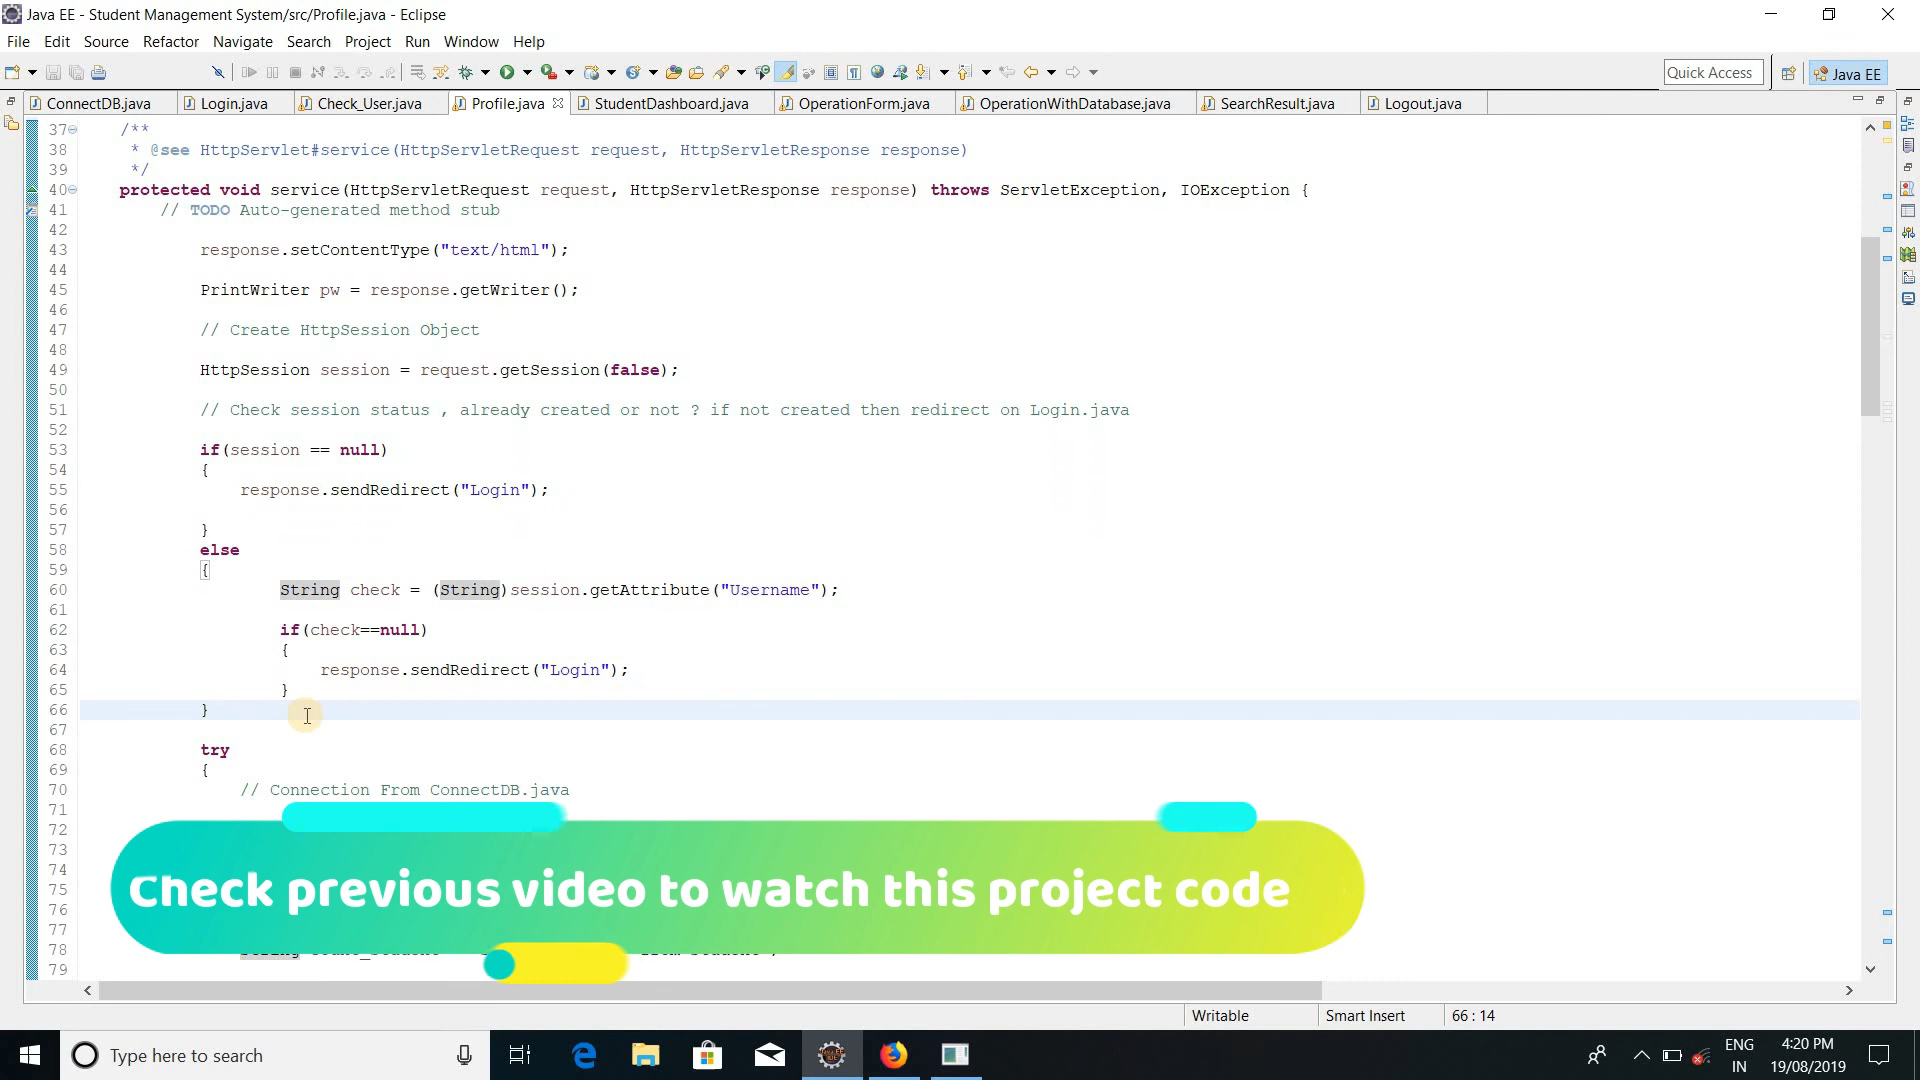 Java EE - Student Management System/src/Profile.java - Eclipse
File Edit Source Refactor Navigate Search Project Run Window Help
Quick Access Java EE
ConnectDB.java Login.java Check_User.java Profile.java StudentDashboard.java OperationForm.java OperationWithDatabase.java SearchResult.java Logout.java
37 /**
38 * @see HttpServlet#service(HttpServletRequest request, HttpServletResponse response)
39 */
40 protected void service(HttpServletRequest request, HttpServletResponse response) throws ServletException, IOException {
41 // TODO Auto-generated method stub
42
43 response.setContentType("text/html");
44
45 PrintWriter pw = response.getWriter();
46
47 // Create HttpSession Object
48
49 HttpSession session = request.getSession(false);
50
51 // Check session status , already created or not ? if not created then redirect on Login.java
52
53 if(session == null)
54 {
55 response.sendRedirect("Login");
56
57 }
58 else
59 {
60 String check = (String)session.getAttribute("Username");
61
62 if(check==null)
63 {
64 response.sendRedirect("Login");
65 }
66 }
67
68 try
69 {
70 // Connection From ConnectDB.java
71
72
73
74
75
76
77
78
79
Check previous video to watch this project code
Writable Smart Insert 66 : 14
Type here to search
ENG
IN
4:20 PM
19/08/2019